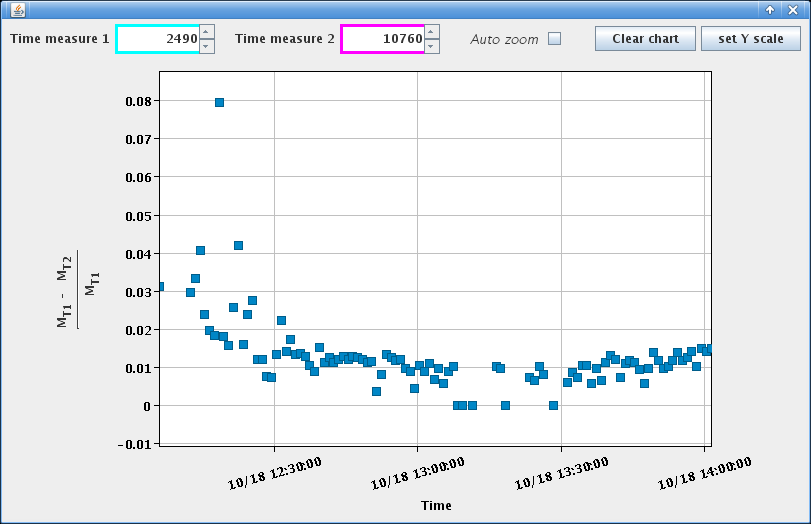 Time measure 1 2490 Time measure 2 10760 Auto zoom Clear chart set Y scale
0.08
0.07
0.06
0.05
0.04
0.03
0.02
0.01
0
-0.01
MT1 - MT2
MT1
10/18 12:30:00 10/18 13:00:00 10/18 13:30:00 10/18 14:00:00
Time